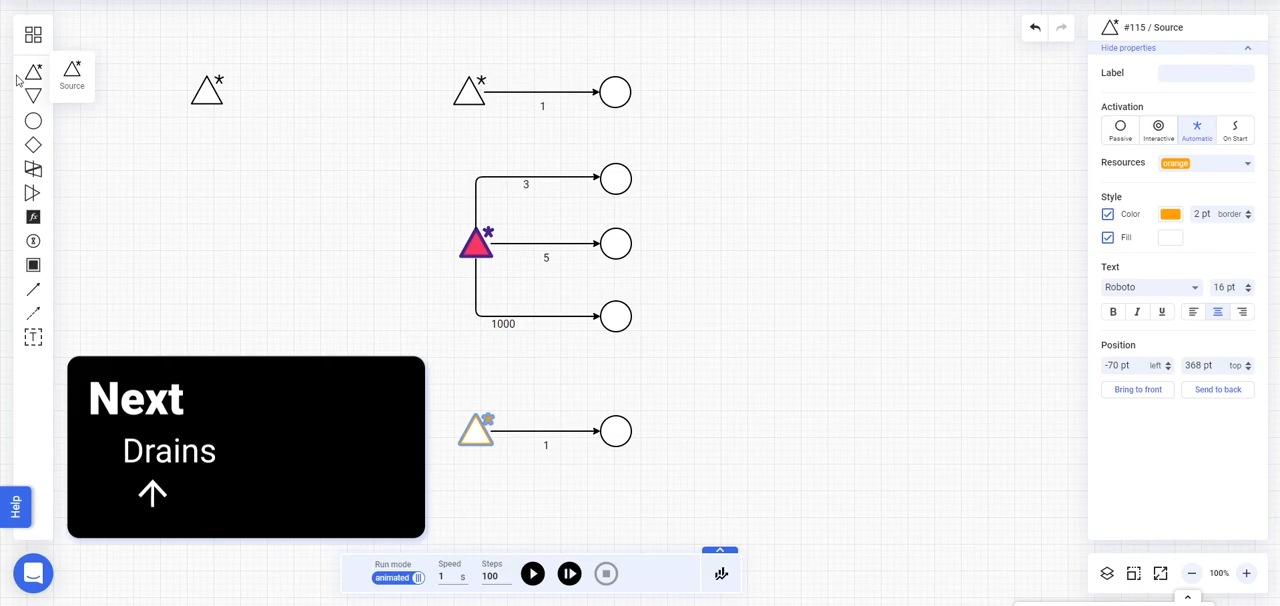 Source
1
3
5
1000
1
Next
Drains
Help
Run mode
animated
Speed
1 s
Steps
100
#115 / Source
Hide properties
Label
Activation
Passive
Interactive
Automatic
On Start
Resources
orange
Style
Color
2 pt border
Fill
Text
Roboto
16 pt
B I U
Position
-70 pt left
368 pt top
Bring to front
Send to back
100%
fx
T